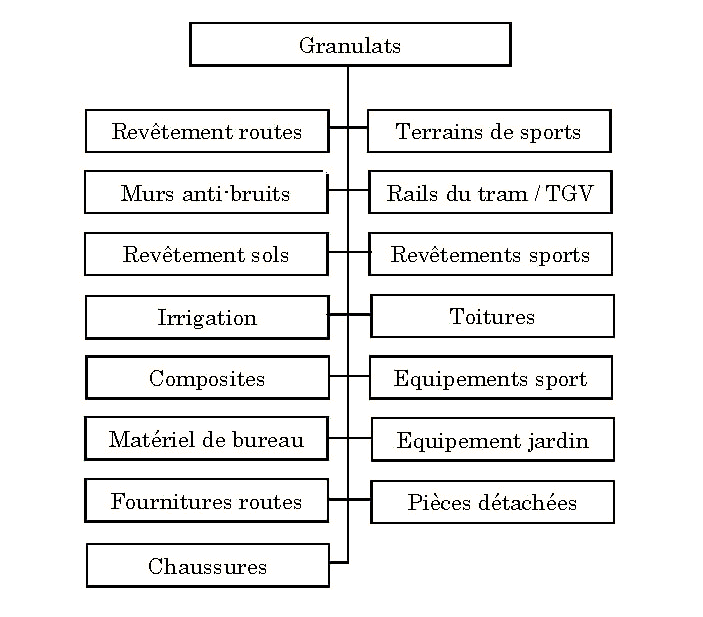 Granulats
Revêtement routes
Terrains de sports
Murs anti-bruits
Rails du tram / TGV
Revêtement sols
Revêtements sports
Irrigation
Toitures
Composites
Equipements sport
Matériel de bureau
Equipement jardin
Fournitures routes
Pièces détachées
Chaussures